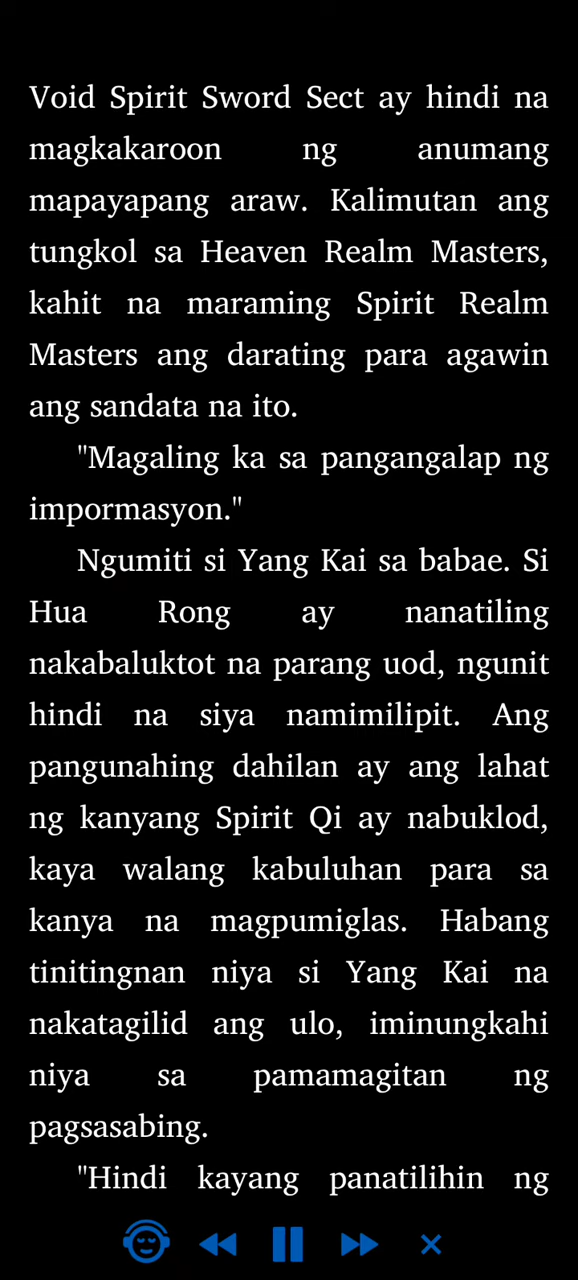 Void Spirit Sword Sect ay hindi na
magkakaroon ng anumang
mapayapang araw. Kalimutan ang
tungkol sa Heaven Realm Masters,
kahit na maraming Spirit Realm
Masters ang darating para agawin
ang sandata na ito.
"Magaling ka sa pangangalap ng
impormasyon."
Ngumiti si Yang Kai sa babae. Si
Hua Rong ay nanatiling
nakabaluktot na parang uod, ngunit
hindi na siya namimilipit. Ang
pangunahing dahilan ay ang lahat
ng kanyang Spirit Qi ay nabuklod,
kaya walang kabuluhan para sa
kanya na magpumiglas. Habang
tinitingnan niya si Yang Kai na
nakatagilid ang ulo, iminungkahi
niya sa pamamagitan ng
pagsasabing.
"Hindi kayang panatilihin ng